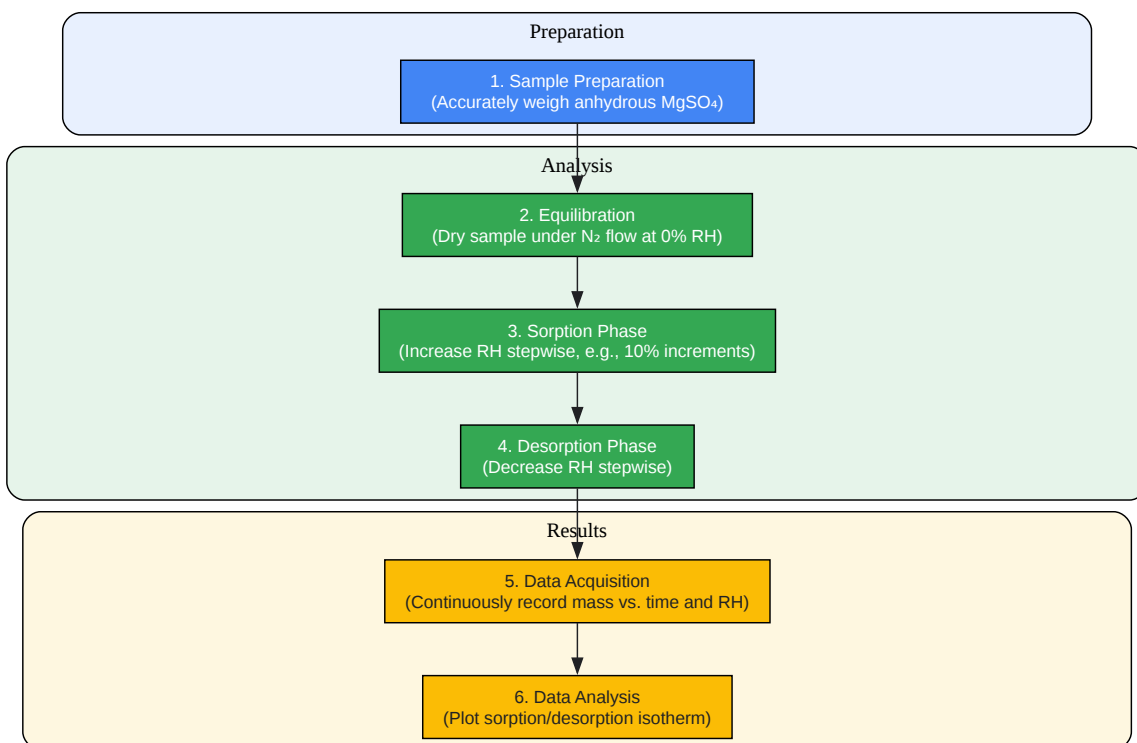 Preparation
1. Sample Preparation
(Accurately weigh anhydrous MgSO₄)
Analysis
2. Equilibration
(Dry sample under N₂ flow at 0% RH)
3. Sorption Phase
(Increase RH stepwise, e.g., 10% increments)
4. Desorption Phase
(Decrease RH stepwise)
Results
5. Data Acquisition
(Continuously record mass vs. time and RH)
6. Data Analysis
(Plot sorption/desorption isotherm)